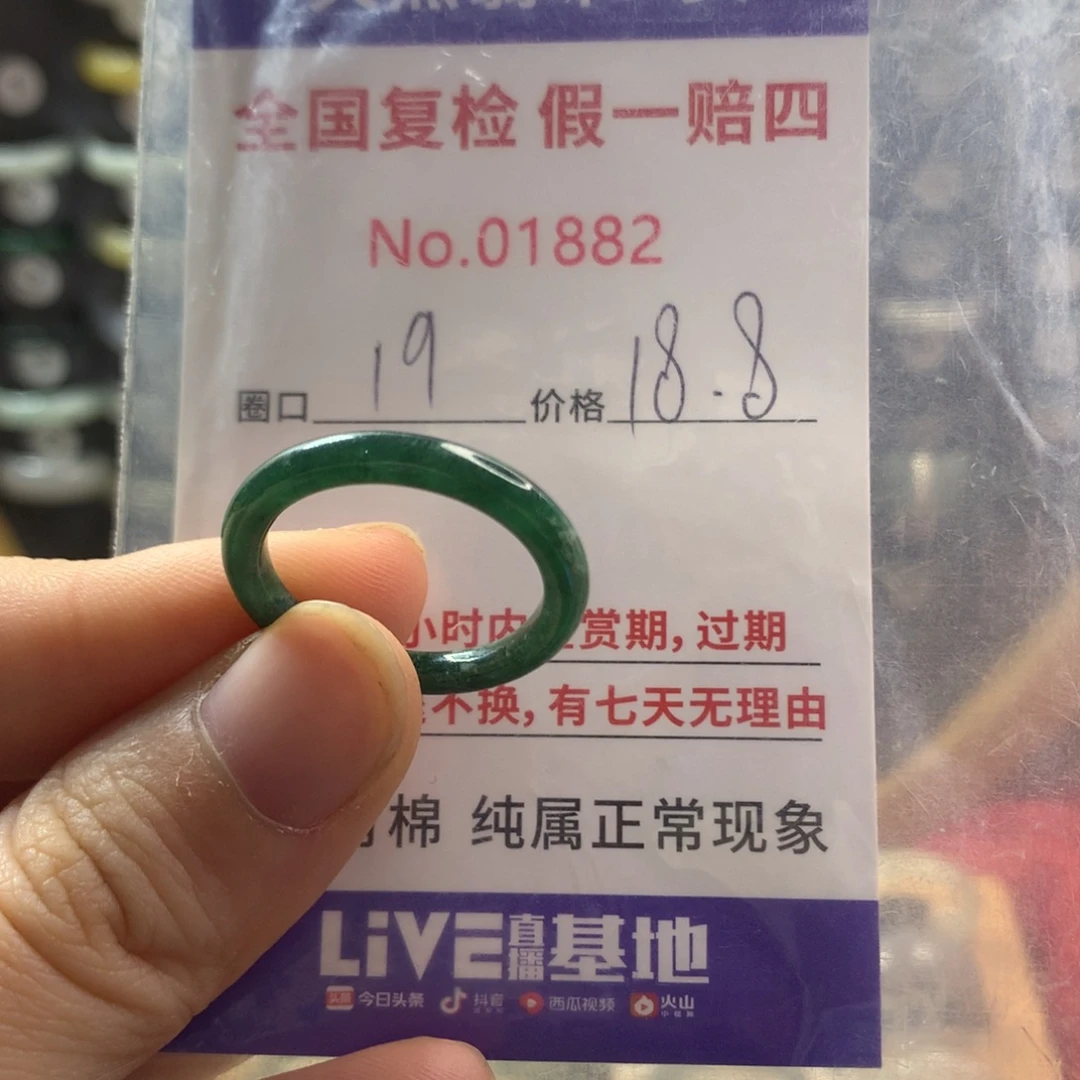 全国复检 假一赔四
No.01882
圈口 19 价格 18.8
小时内 赏期,过期
不换,有七天无理由
棉 纯属正常现象
LiVE直播基地
头条 今日头条 抖音 西瓜视频 火山